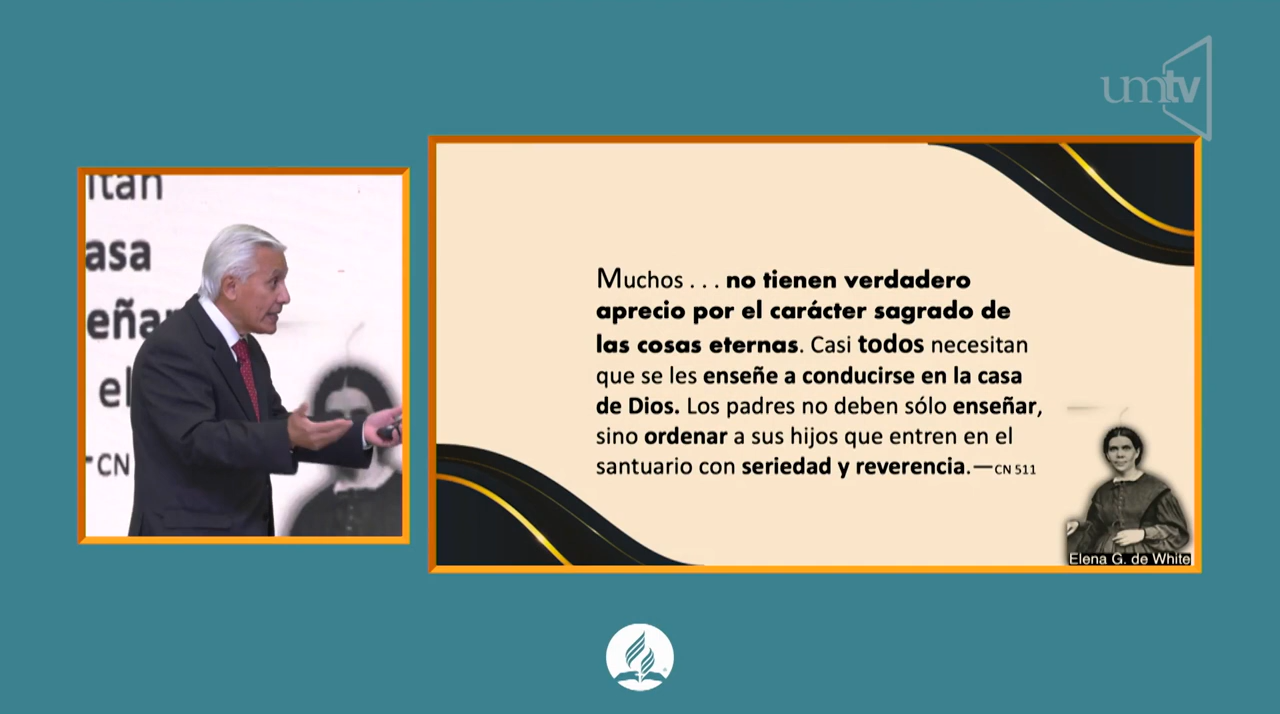 umtv
itan
asa
eña
el
-CN
Muchos . . . no tienen verdadero
aprecio por el carácter sagrado de
las cosas eternas. Casi todos necesitan
que se les enseñe a conducirse en la casa
de Dios. Los padres no deben sólo enseñar,
sino ordenar a sus hijos que entren en el
santuario con seriedad y reverencia.—CN 511
Elena G. de White